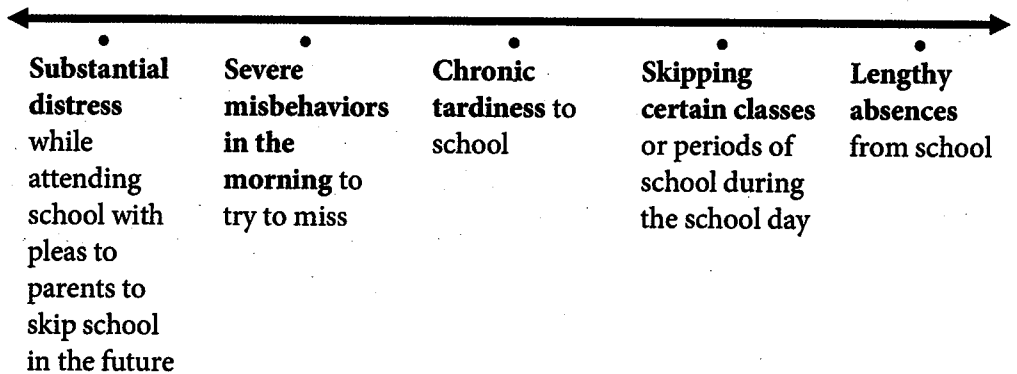 Substantial
distress
while
attending
school with
pleas to
parents to
skip school
in the future
Severe
misbehaviors
in the
morning to
try to miss
Chronic
tardiness to
school
Skipping
certain classes
or periods of
school during
the school day
Lengthy
absences
from school